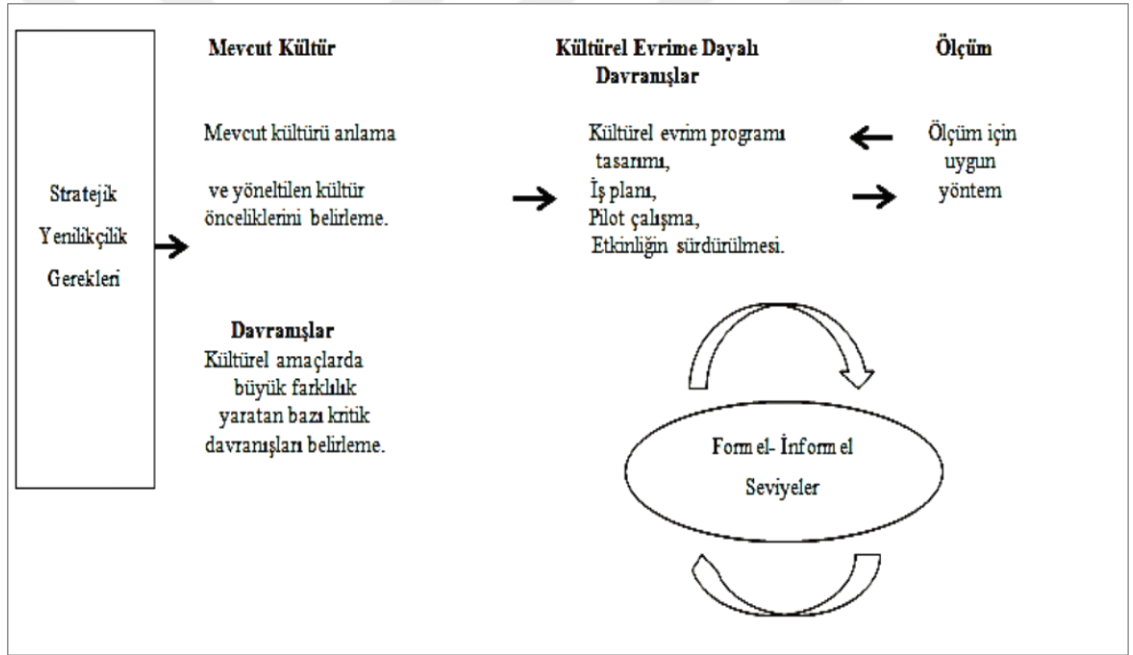 Stratejik
Yenilikçilik
Gerekleri
Mevcut Kültür
Mevcut kültürü anlama
ve yöneltilen kültür
önceliklerini belirleme.
Davranışlar
Kültürel amaçlarda
büyük farklılık
yaratan bazı kritik
davranışları belirleme.
Kültürel Evrime Dayalı
Davranışlar
Kültürel evrim programı
tasarımı,
İş planı,
Pilot çalışma,
Etkinliğin sürdürülmesi.
Ölçüm
Ölçüm için
uygun
yöntem
Formel- İnformel
Seviyeler